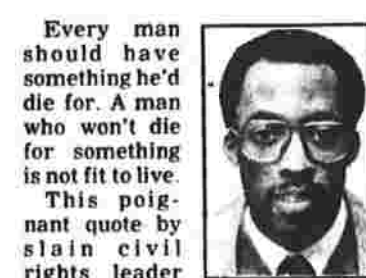 Every man
should have
something he'd
die for. A man
who won't die
for something
is not fit to live.
This poig-
nant quote by
slain civil
rights leader